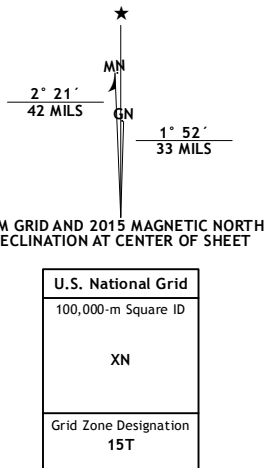 ★
MN
2° 21´
42 MILS
GN
1° 52´
33 MILS
M GRID AND 2015 MAGNETIC NORTH
ECLINATION AT CENTER OF SHEET
U.S. National Grid
100,000-m Square ID
XN
Grid Zone Designation
15T